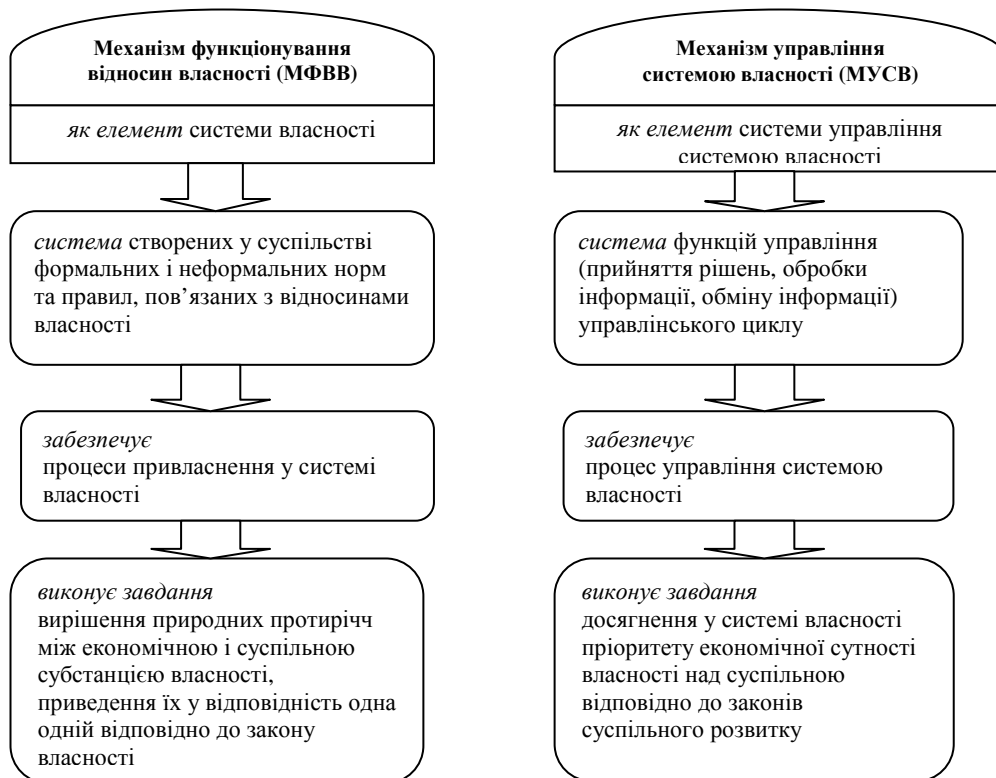 Механізм функціонування
відносин власності (МФВВ)
як елемент системи власності
система створених у суспільстві
формальних і неформальних норм
та правил, пов’язаних з відносинами
власності
забезпечує
процеси привласнення у системі
власності
виконує завдання
вирішення природних протирічч
між економічною і суспільною
субстанцією власності,
приведення їх у відповідність одна
одній відповідно до закону
власності
Механізм управління
системою власності (МУСВ)
як елемент системи управління
системою власності
система функцій управління
(прийняття рішень, обробки
інформації, обміну інформації)
управлінського циклу
забезпечує
процес управління системою
власності
виконує завдання
досягнення у системі власності
пріоритету економічної сутності
власності над суспільною
відповідно до законів
суспільного розвитку